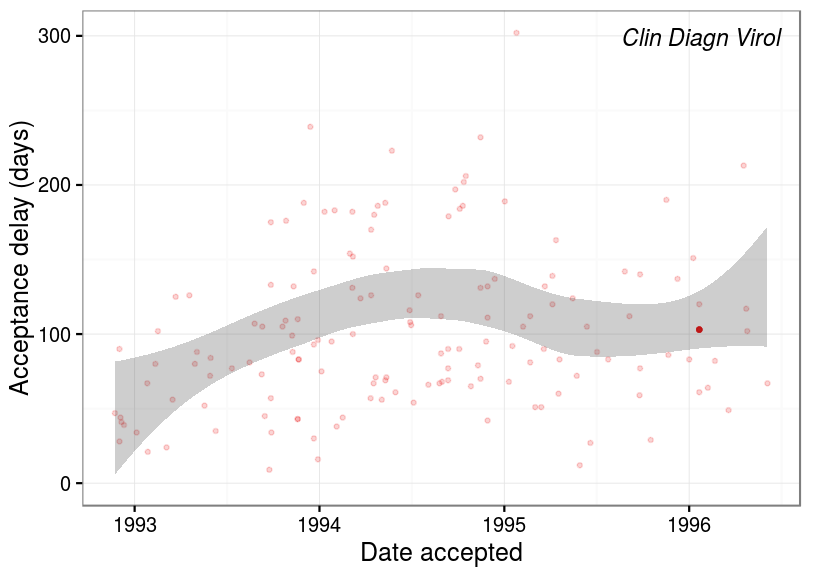 Clin Diagn Virol
Acceptance delay (days)
300
200
100
0
1993 1994 1995 1996
Date accepted